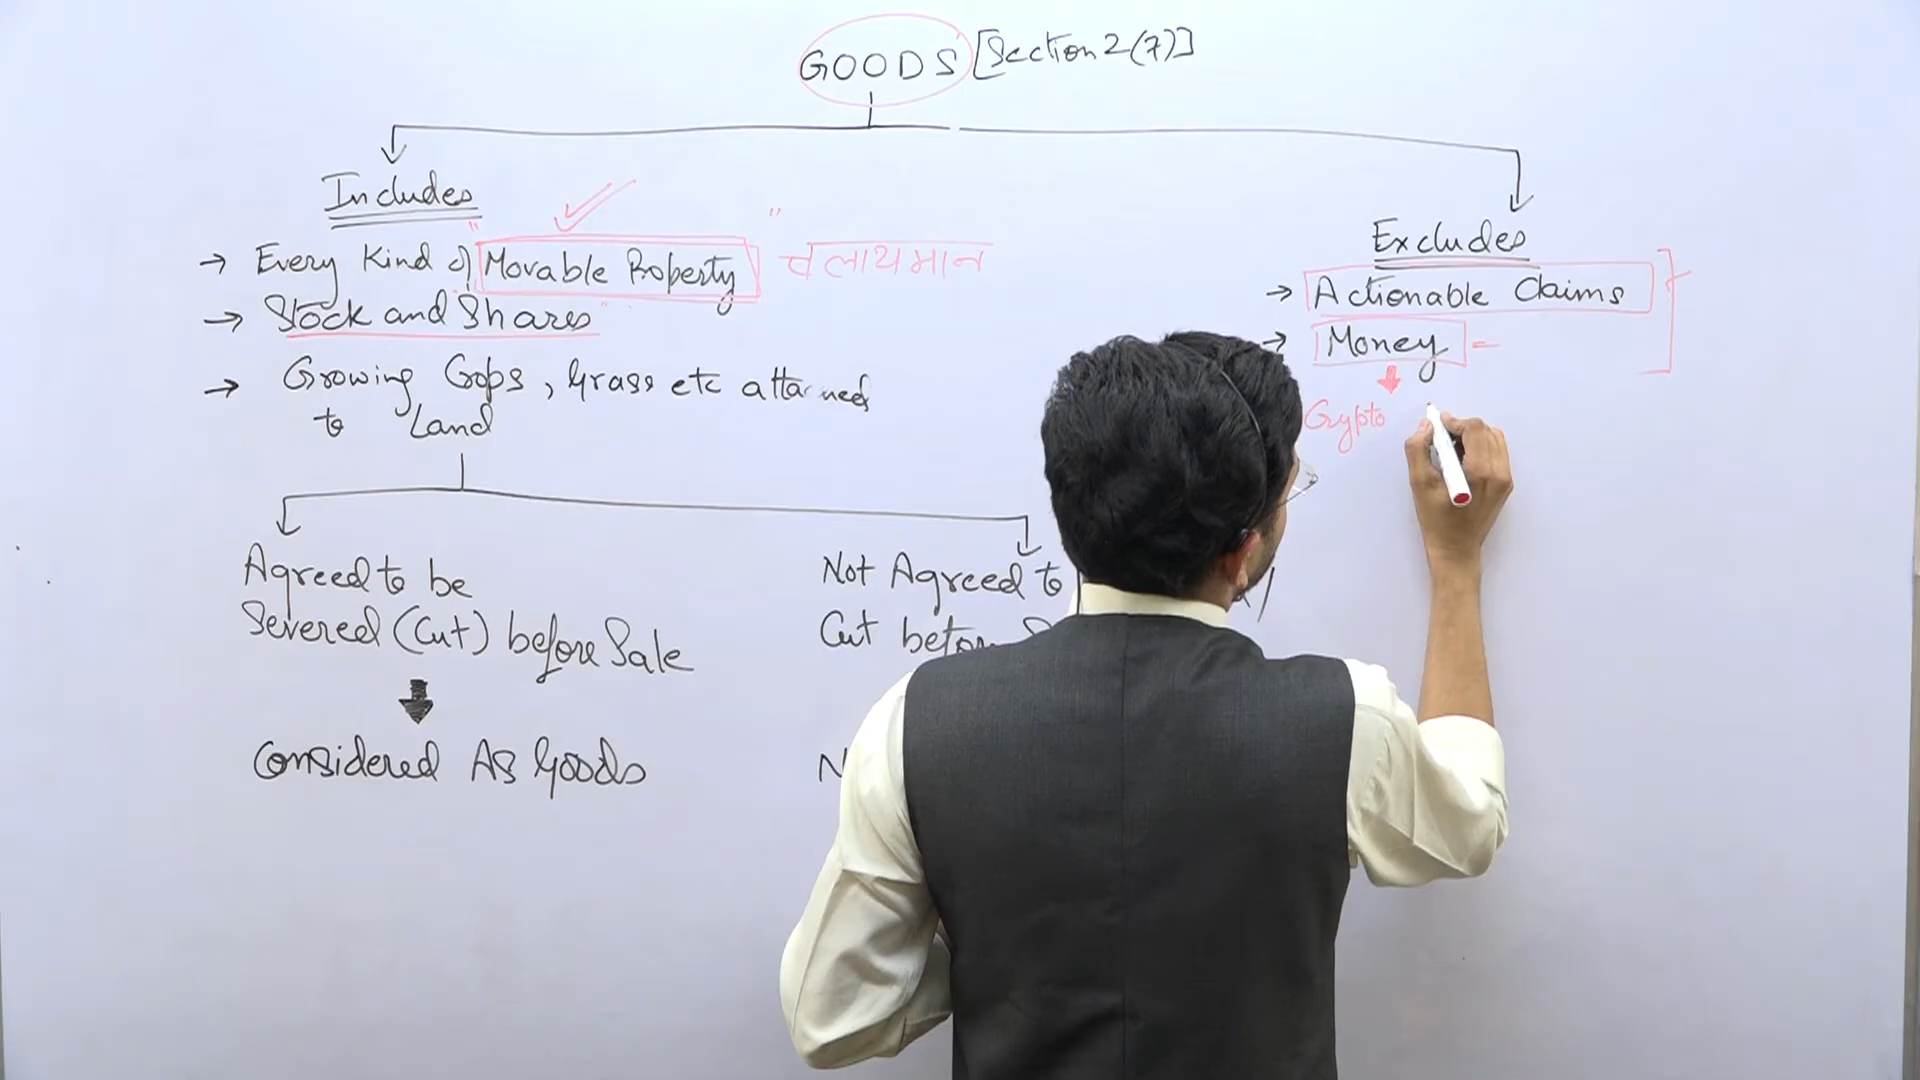 GOODS [Section 2(7)]
Includes
→ Every Kind of "Movable Property" चलायमान
→ Stock and Shares
→ Growing Crops, Grass etc attached
to Land
Agreed to be
Severed (Cut) before Sale
Considered As Goods
Not Agreed to
Cut before
Excludes
→ Actionable Claims
→ Money
Crypto